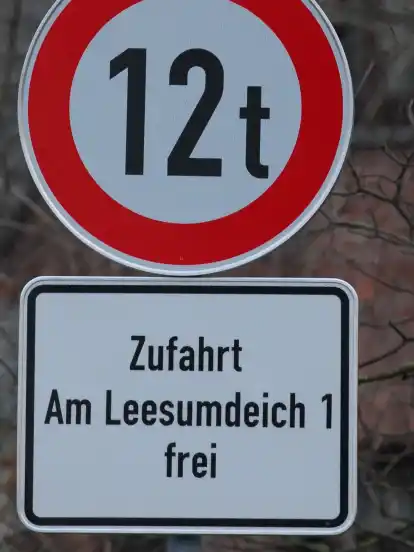 12t
Zufahrt
Am Leesumdeich 1
frei